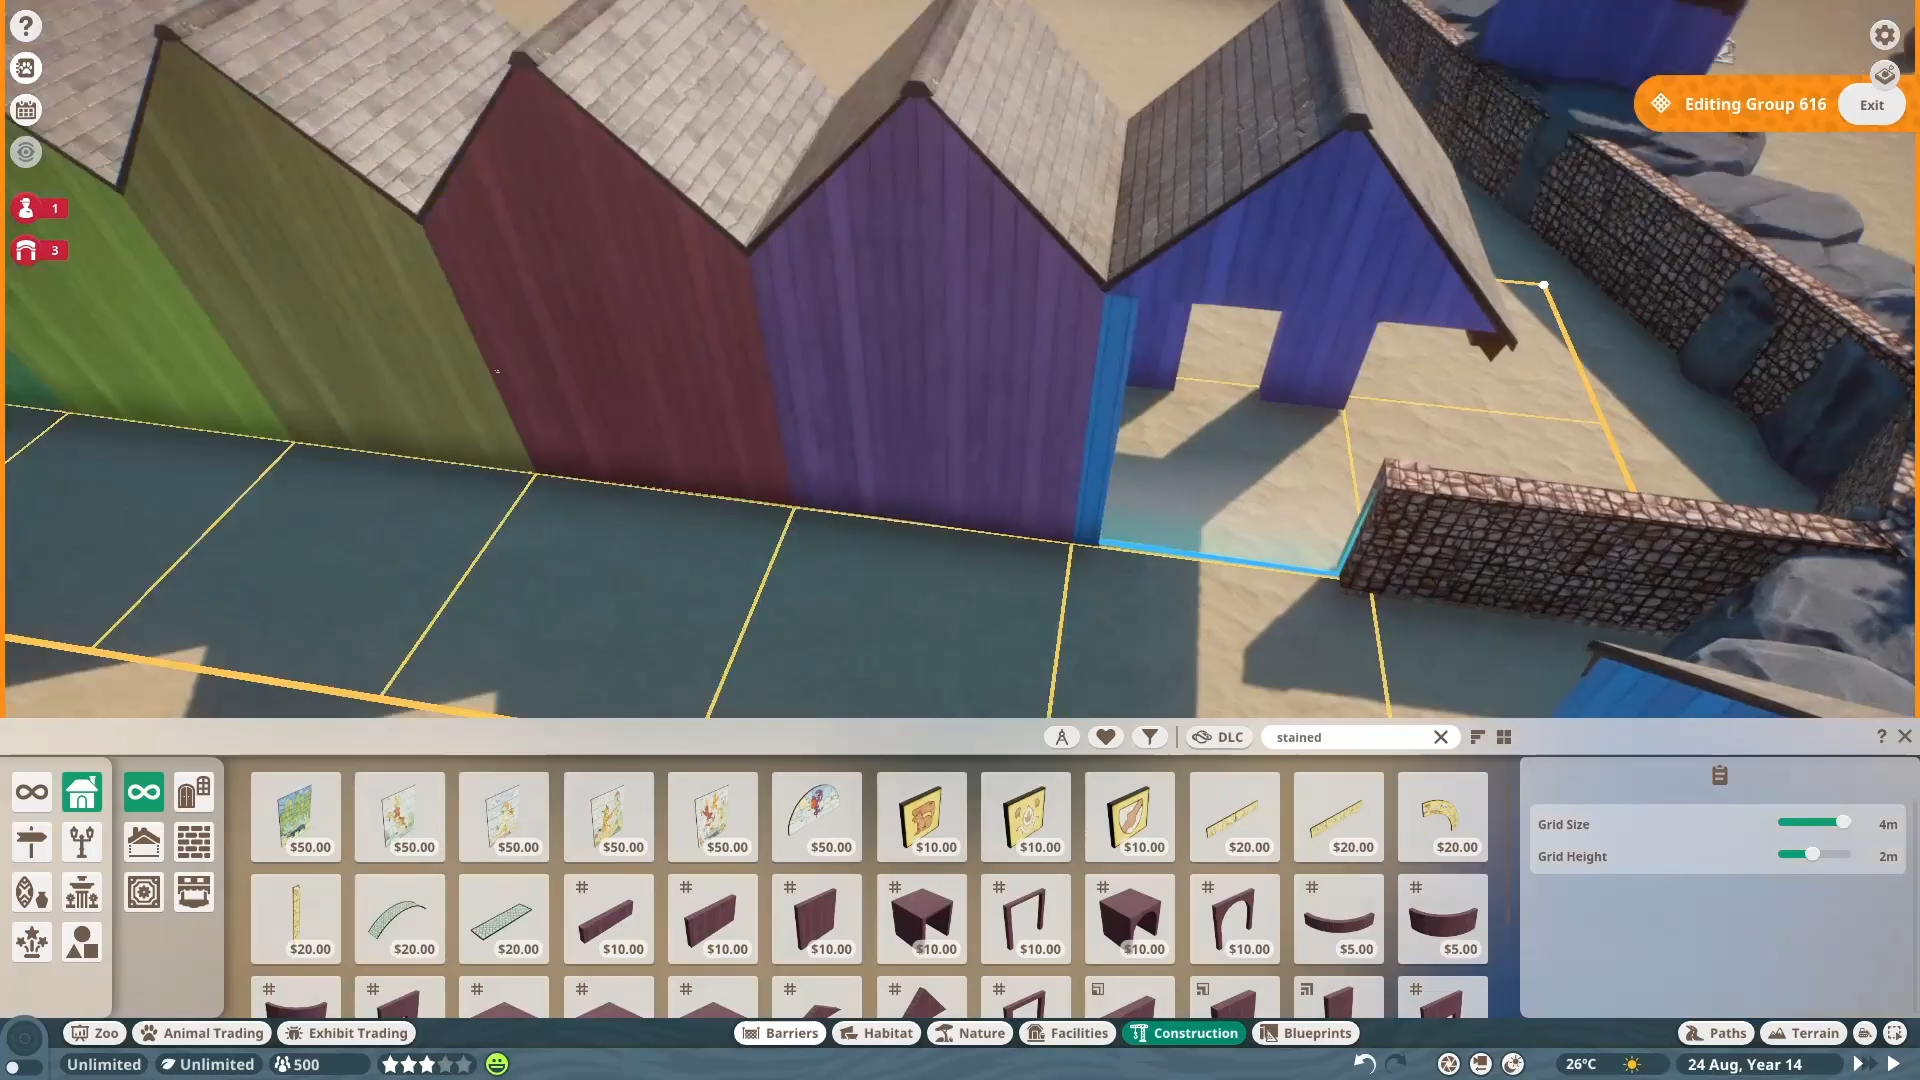 ?
Editing Group 616
Exit
1
3
DLC
stained
?
$50.00 $50.00 $50.00 $50.00 $50.00 $50.00 $10.00 $10.00 $10.00 $20.00 $20.00 $20.00
$20.00 $20.00 $20.00 $10.00 $10.00 $10.00 $10.00 $10.00 $10.00 $10.00 $5.00 $5.00
Grid Size 4m
Grid Height 2m
Zoo Animal Trading Exhibit Trading Barriers Habitat Nature Facilities Construction Blueprints Paths Terrain
Unlimited Unlimited 500 26°C 24 Aug, Year 14